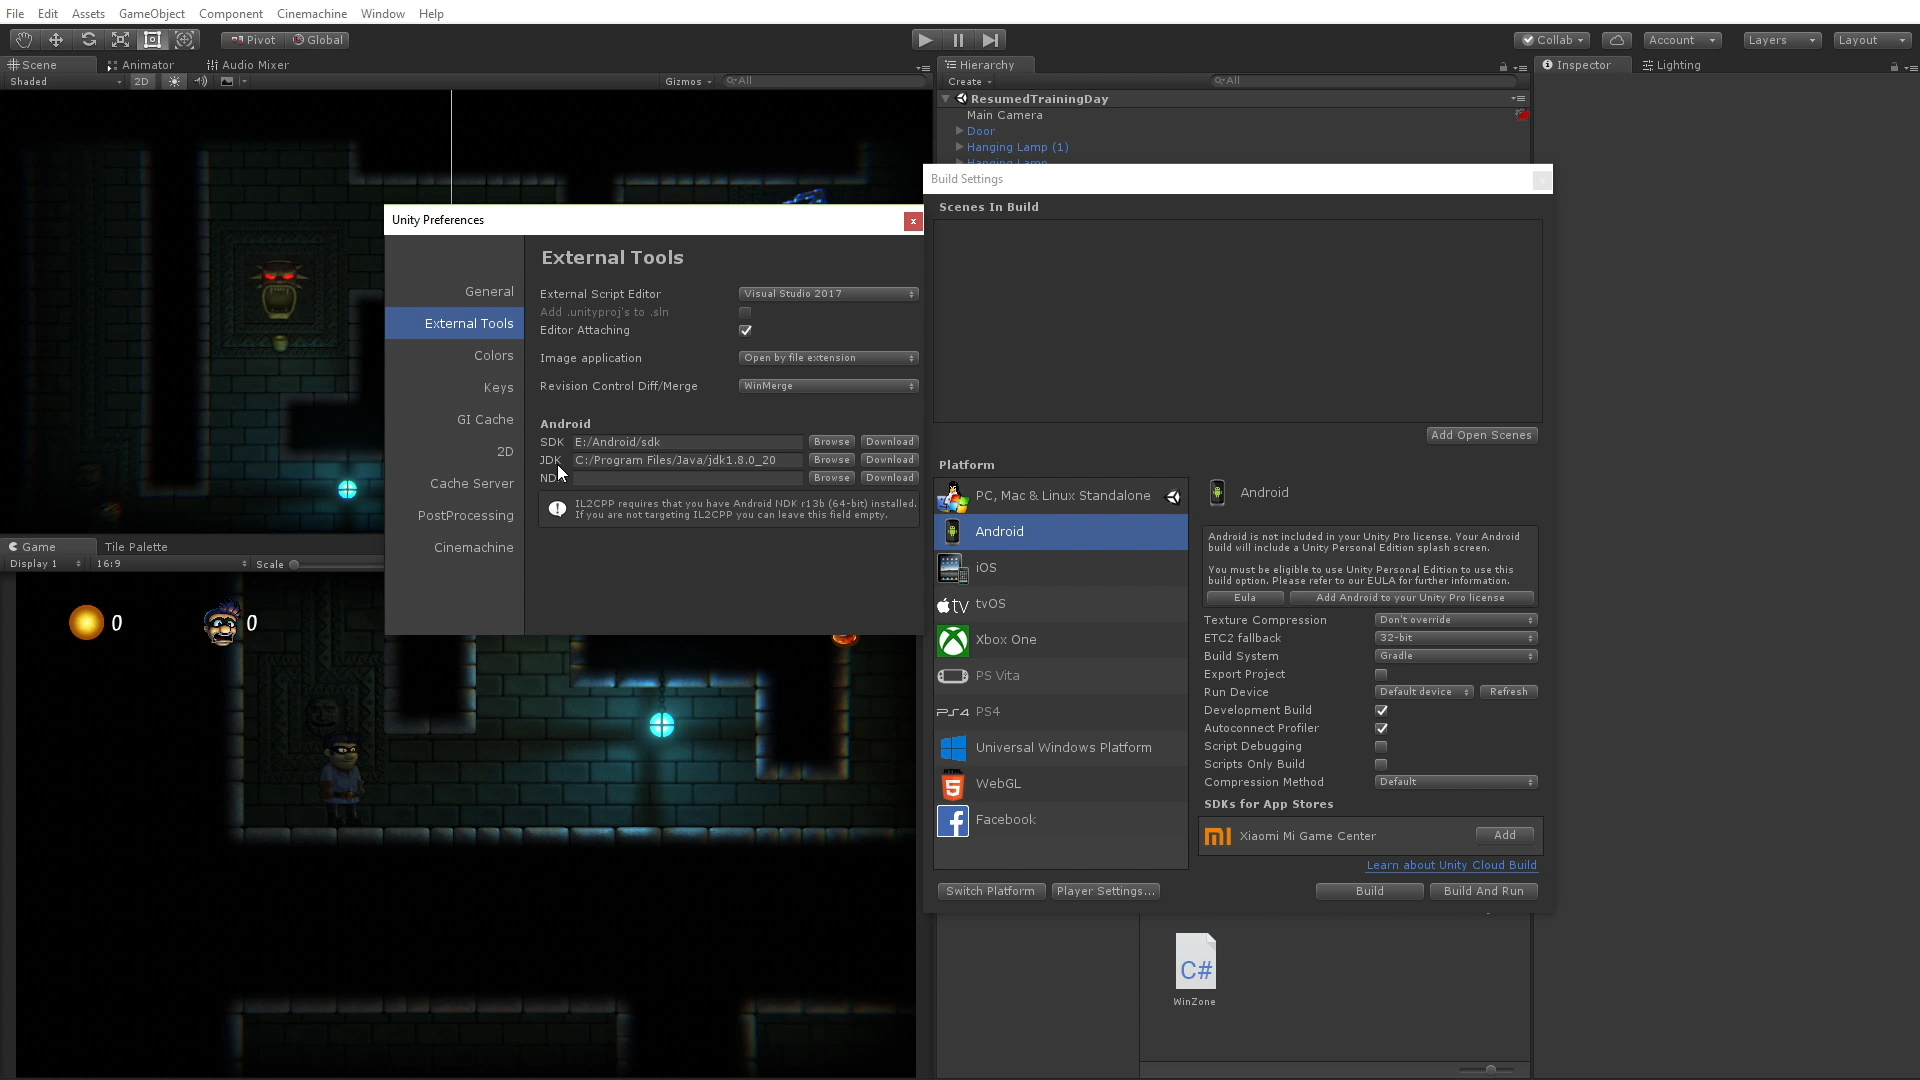 File Edit Assets GameObject Component Cinemachine Window Help
Pivot Global
Collab Account Layers Layout
Scene Animator Audio Mixer
Shaded 2D Gizmos All
Hierarchy
Create All
Inspector Lighting
ResumedTrainingDay
Main Camera
Door
Hanging Lamp (1)
Hanging Lamp
Unity Preferences
General
External Tools
Colors
Keys
GI Cache
2D
Cache Server
PostProcessing
Cinemachine
External Tools
External Script Editor Visual Studio 2017
Add .unityproj's to .sln
Editor Attaching
Image application Open by file extension
Revision Control Diff/Merge WinMerge
Android
SDK E:/Android/sdk Browse Download
JDK C:/Program Files/Java/jdk1.8.0_20 Browse Download
Browse Download
IL2CPP requires that you have Android NDK r13b (64-bit) installed.
If you are not targeting IL2CPP you can leave this field empty.
Build Settings
Scenes In Build
Add Open Scenes
Platform
PC, Mac & Linux Standalone
Android
iOS
tv tvOS
Xbox One
PS Vita
PS4 PS4
Universal Windows Platform
HTML 5 WebGL
Facebook
Android
Android is not included in your Unity Pro license. Your Android
build will include a Unity Personal Edition splash screen.
You must be eligible to use Unity Personal Edition to use this
build option. Please refer to our EULA for further information.
Eula Add Android to your Unity Pro license
Texture Compression Don't override
ETC2 fallback 32-bit
Build System Gradle
Export Project
Run Device Default device Refresh
Development Build
Autoconnect Profiler
Script Debugging
Scripts Only Build
Compression Method Default
SDKs for App Stores
Xiaomi Mi Game Center Add
Learn about Unity Cloud Build
Switch Platform Player Settings... Build Build And Run
Game Tile Palette
Display 1 16:9 Scale
0 0
C#
WinZone